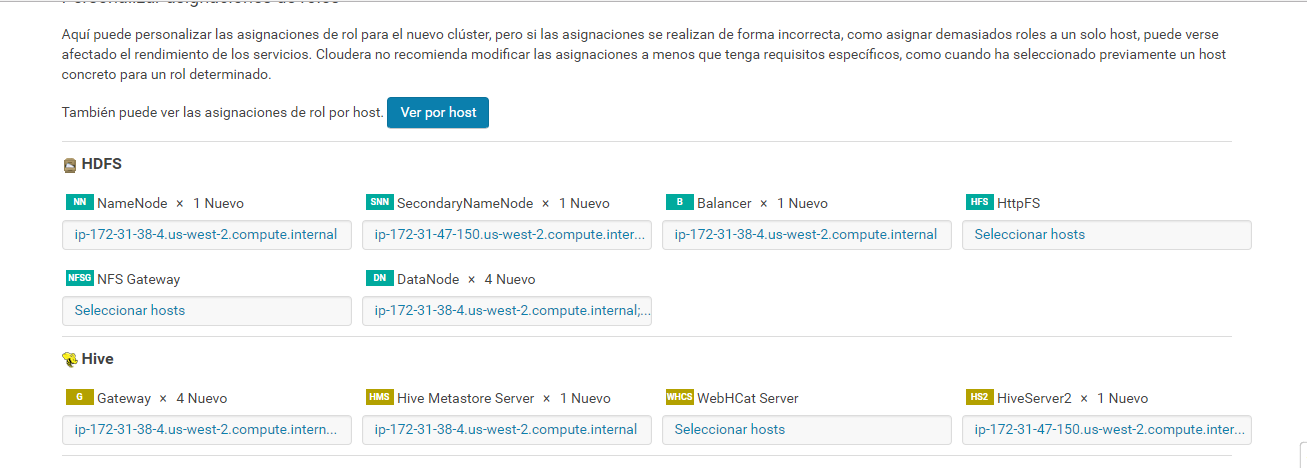 Personalizar asignaciones de roles
Aquí puede personalizar las asignaciones de rol para el nuevo clúster, pero si las asignaciones se realizan de forma incorrecta, como asignar demasiados roles a un solo host, puede verse
afectado el rendimiento de los servicios. Cloudera no recomienda modificar las asignaciones a menos que tenga requisitos específicos, como cuando ha seleccionado previamente un host
concreto para un rol determinado.
También puede ver las asignaciones de rol por host. Ver por host
HDFS
NN NameNode × 1 Nuevo SNN SecondaryNameNode × 1 Nuevo B Balancer × 1 Nuevo HFS HttpFS
ip-172-31-38-4.us-west-2.compute.internal ip-172-31-47-150.us-west-2.compute.inter... ip-172-31-38-4.us-west-2.compute.internal Seleccionar hosts
NFSG NFS Gateway DN DataNode × 4 Nuevo
Seleccionar hosts ip-172-31-38-4.us-west-2.compute.internal;...
Hive
G Gateway × 4 Nuevo HMS Hive Metastore Server × 1 Nuevo WHCS WebHCat Server HS2 HiveServer2 × 1 Nuevo
ip-172-31-38-4.us-west-2.compute.intern... ip-172-31-38-4.us-west-2.compute.internal Seleccionar hosts ip-172-31-47-150.us-west-2.compute.inter...